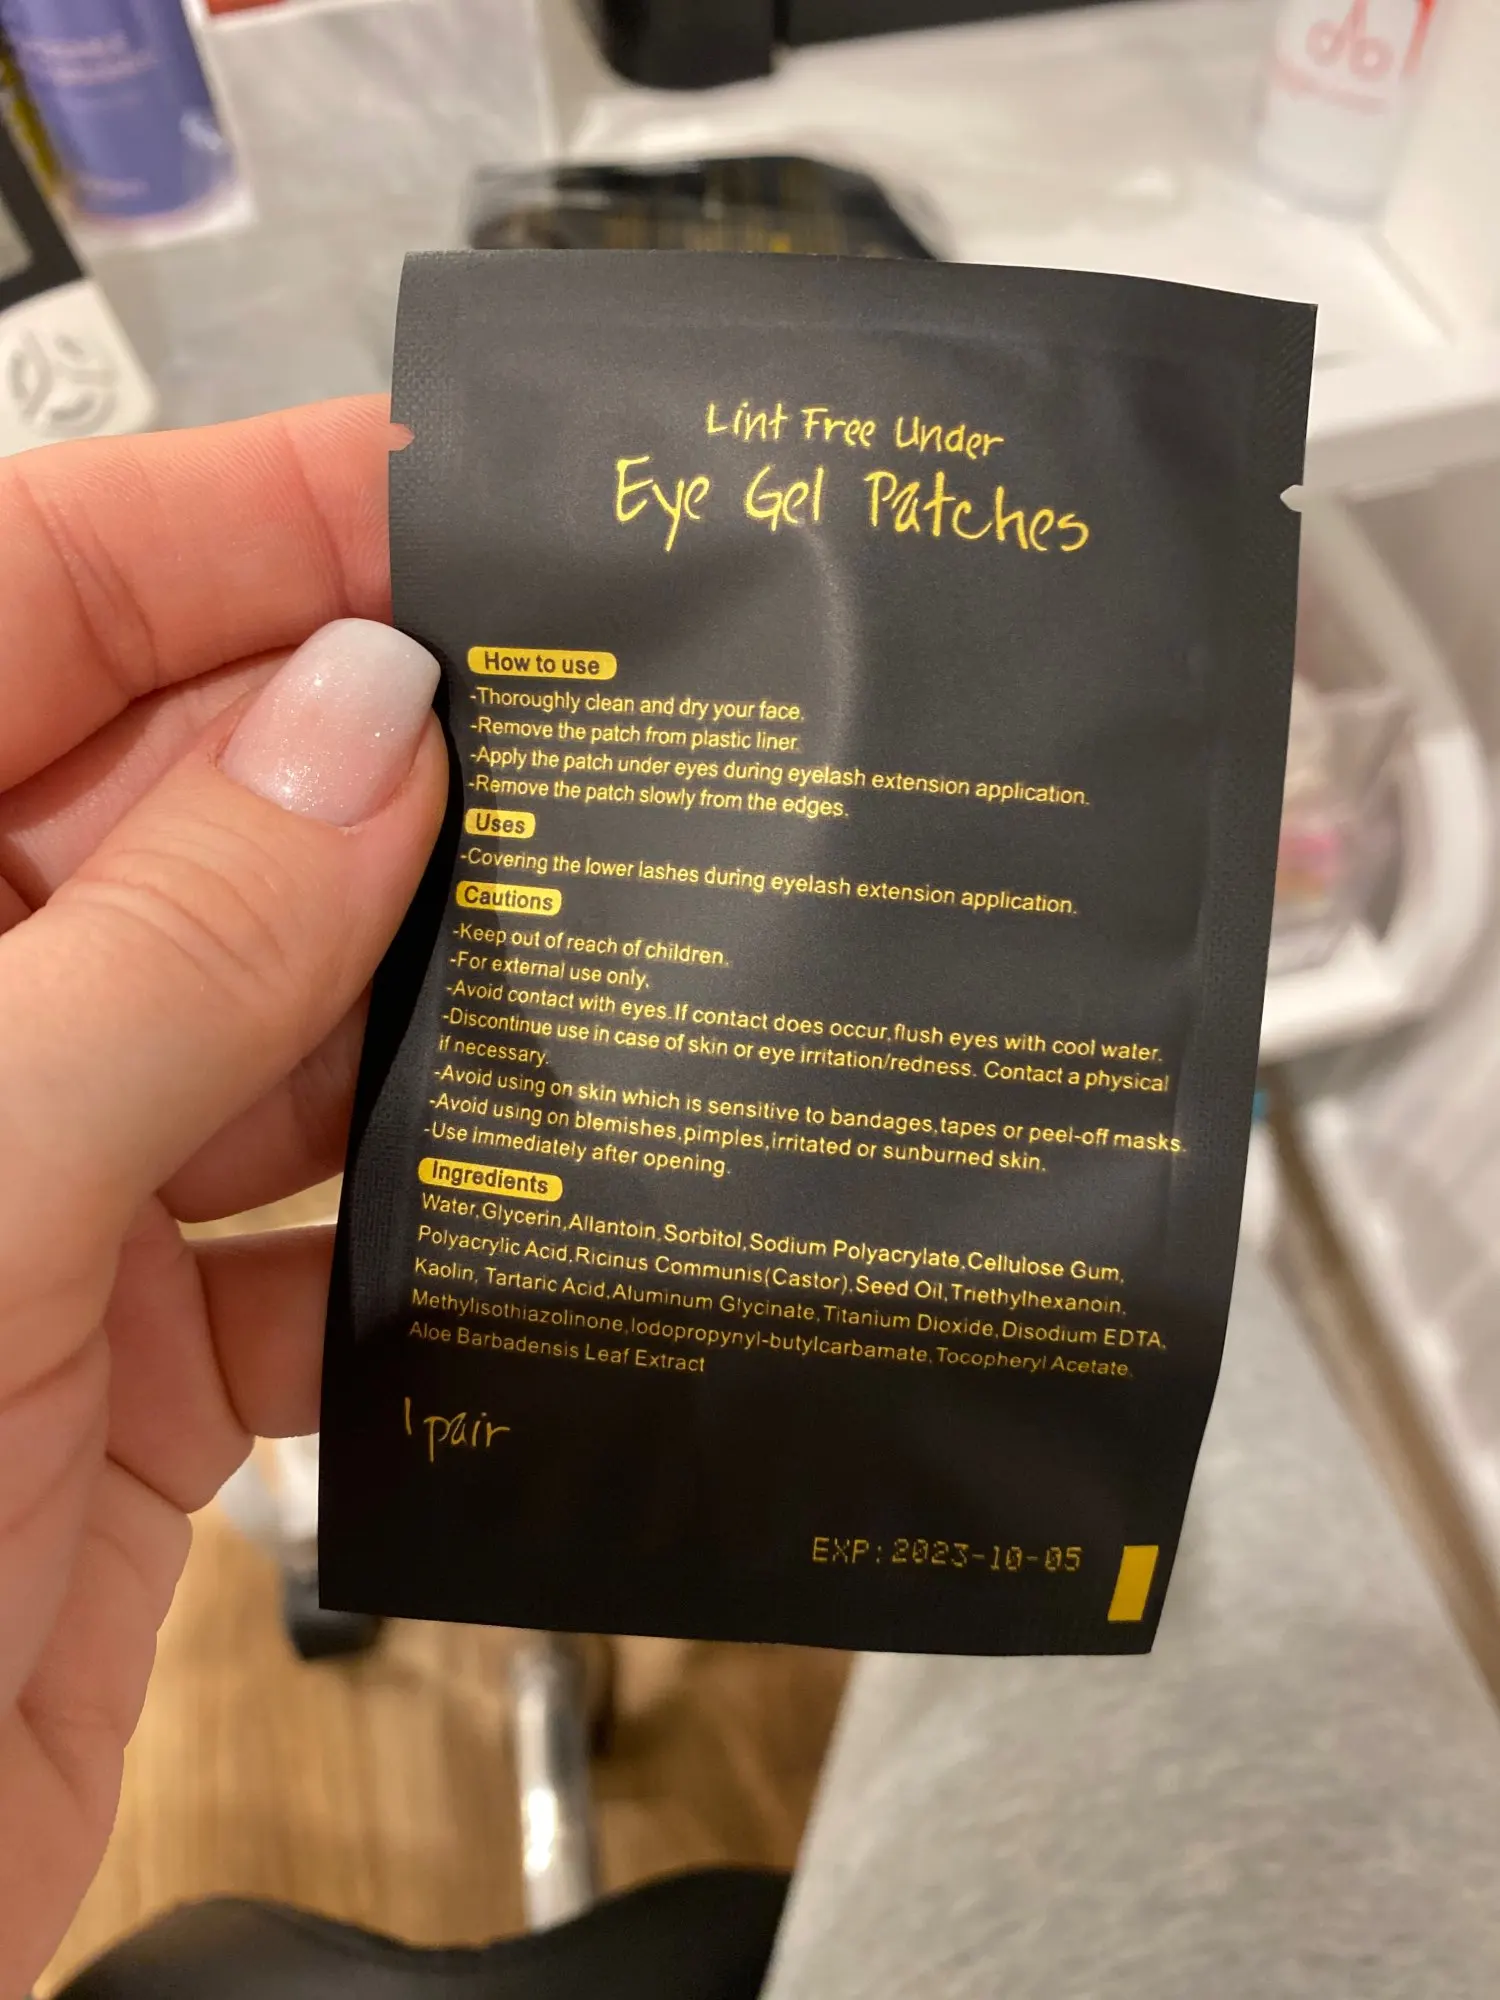 Lint Free Under
Eye Gel Patches
How to use
-Thoroughly clean and dry your face.
-Remove the patch from plastic liner.
-Apply the patch under eyes during eyelash extension application.
-Remove the patch slowly from the edges.
Uses
-Covering the lower lashes during eyelash extension application.
Cautions
-Keep out of reach of children.
-For external use only,
-Avoid contact with eyes.If contact does occur,flush eyes with cool water.
-Discontinue use in case of skin or eye irritation/redness. Contact a physical
if necessary.
-Avoid using on skin which is sensitive to bandages,tapes or peel-off masks.
-Avoid using on blemishes,pimples,irritated or sunburned skin.
-Use immediately after opening.
Ingredients
Water,Glycerin,Allantoin,Sorbitol,Sodium Polyacrylate,Cellulose Gum,
Polyacrylic Acid,Ricinus Communis(Castor),Seed Oil,Triethylhexanoin,
Kaolin, Tartaric Acid,Aluminum Glycinate,Titanium Dioxide,Disodium EDTA,
Methylisothiazolinone,Iodopropynyl-butylcarbamate,Tocopheryl Acetate,
Aloe Barbadensis Leaf Extract
1 pair
EXP:2023-10-05